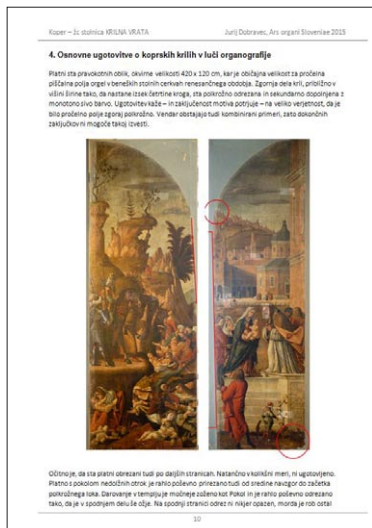 Koper – žc stolnica KRILNA VRATA
Jurij Dobravec, Ars organi Sloveniae 2015
4. Osnovne ugotovitve o koprskih krilih v luči organografije
Platni sta pravokotnih oblik, okvirne velikosti 420 x 120 cm, kar je običajna velikost za pročelna
piščalna polja orgel v beneških stolnih cerkvah renesančnega obdobja. Zgornja dela kril, približno v
višini širine tako, da nastane izsek četrtine kroga, sta polkrožno odrezana in sekundarno dopolnjena z
monotono sivo barvo. Ugotovitev kaže – in zaključenost motiva potrjuje – na veliko verjetnost, da je
bilo pročelno polje zgoraj polkrožno. Vendar obstajajo tudi kombinirani primeri, zato dokončnih
zaključkov ni mogoče takoj izvesti.
Očitno je, da sta platni obrezani tudi po daljših stranicah. Natančno v kolikšni meri, ni ugotovljeno.
Platno s pokolom nedolžnih otrok je rahlo poševno prirezano tudi od sredine navzgor do začetka
polkrožnega loka. Darovanje v templju je močneje zoženo kot Pokol in je rahlo poševno odrezano
tako, da je v spodnjem delu še ožje. Na spodnji stranici odrez ni nikjer opazen, morda je rob ostal
10